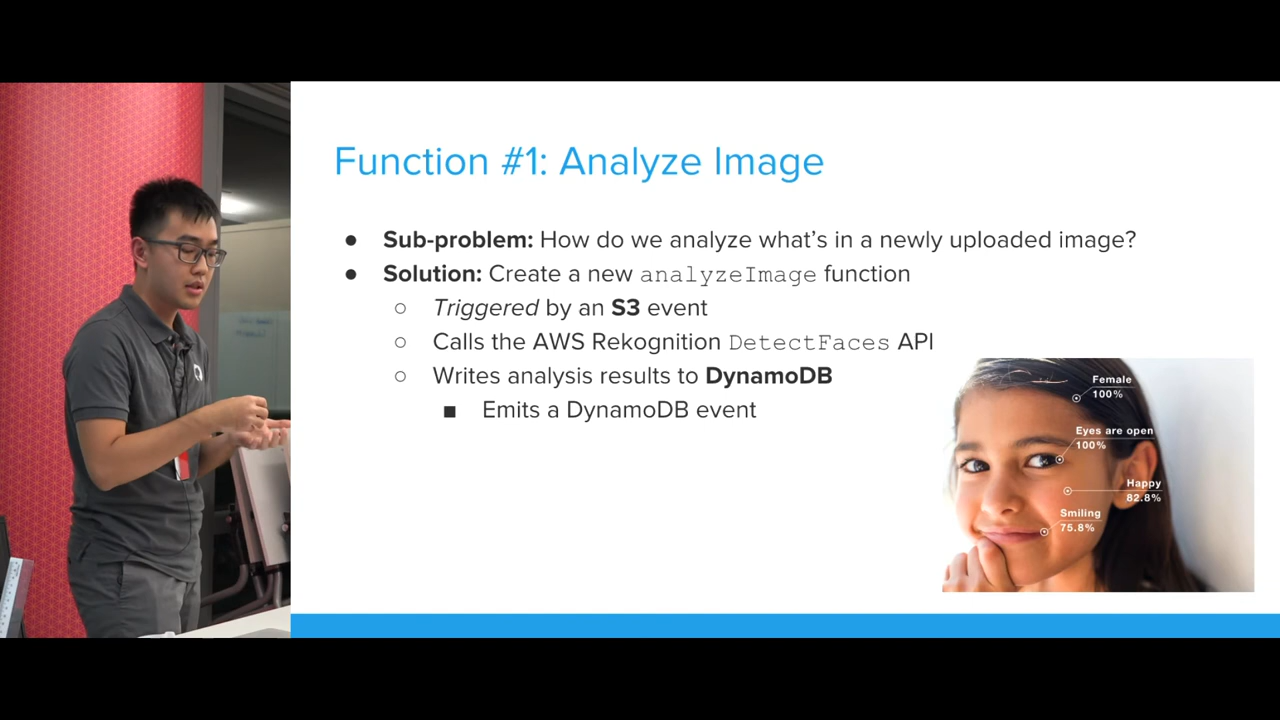 Function #1: Analyze Image
● Sub-problem: How do we analyze what's in a newly uploaded image?
● Solution: Create a new analyzeImage function
○ Triggered by an S3 event
○ Calls the AWS Rekognition DetectFaces API
○ Writes analysis results to DynamoDB
■ Emits a DynamoDB event
Female
100%
Eyes are open
100%
Happy
82.8%
Smiling
75.8%